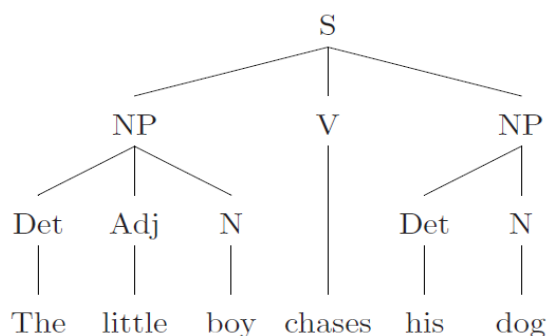 S
NP V NP
Det Adj N Det N
The little boy chases his dog